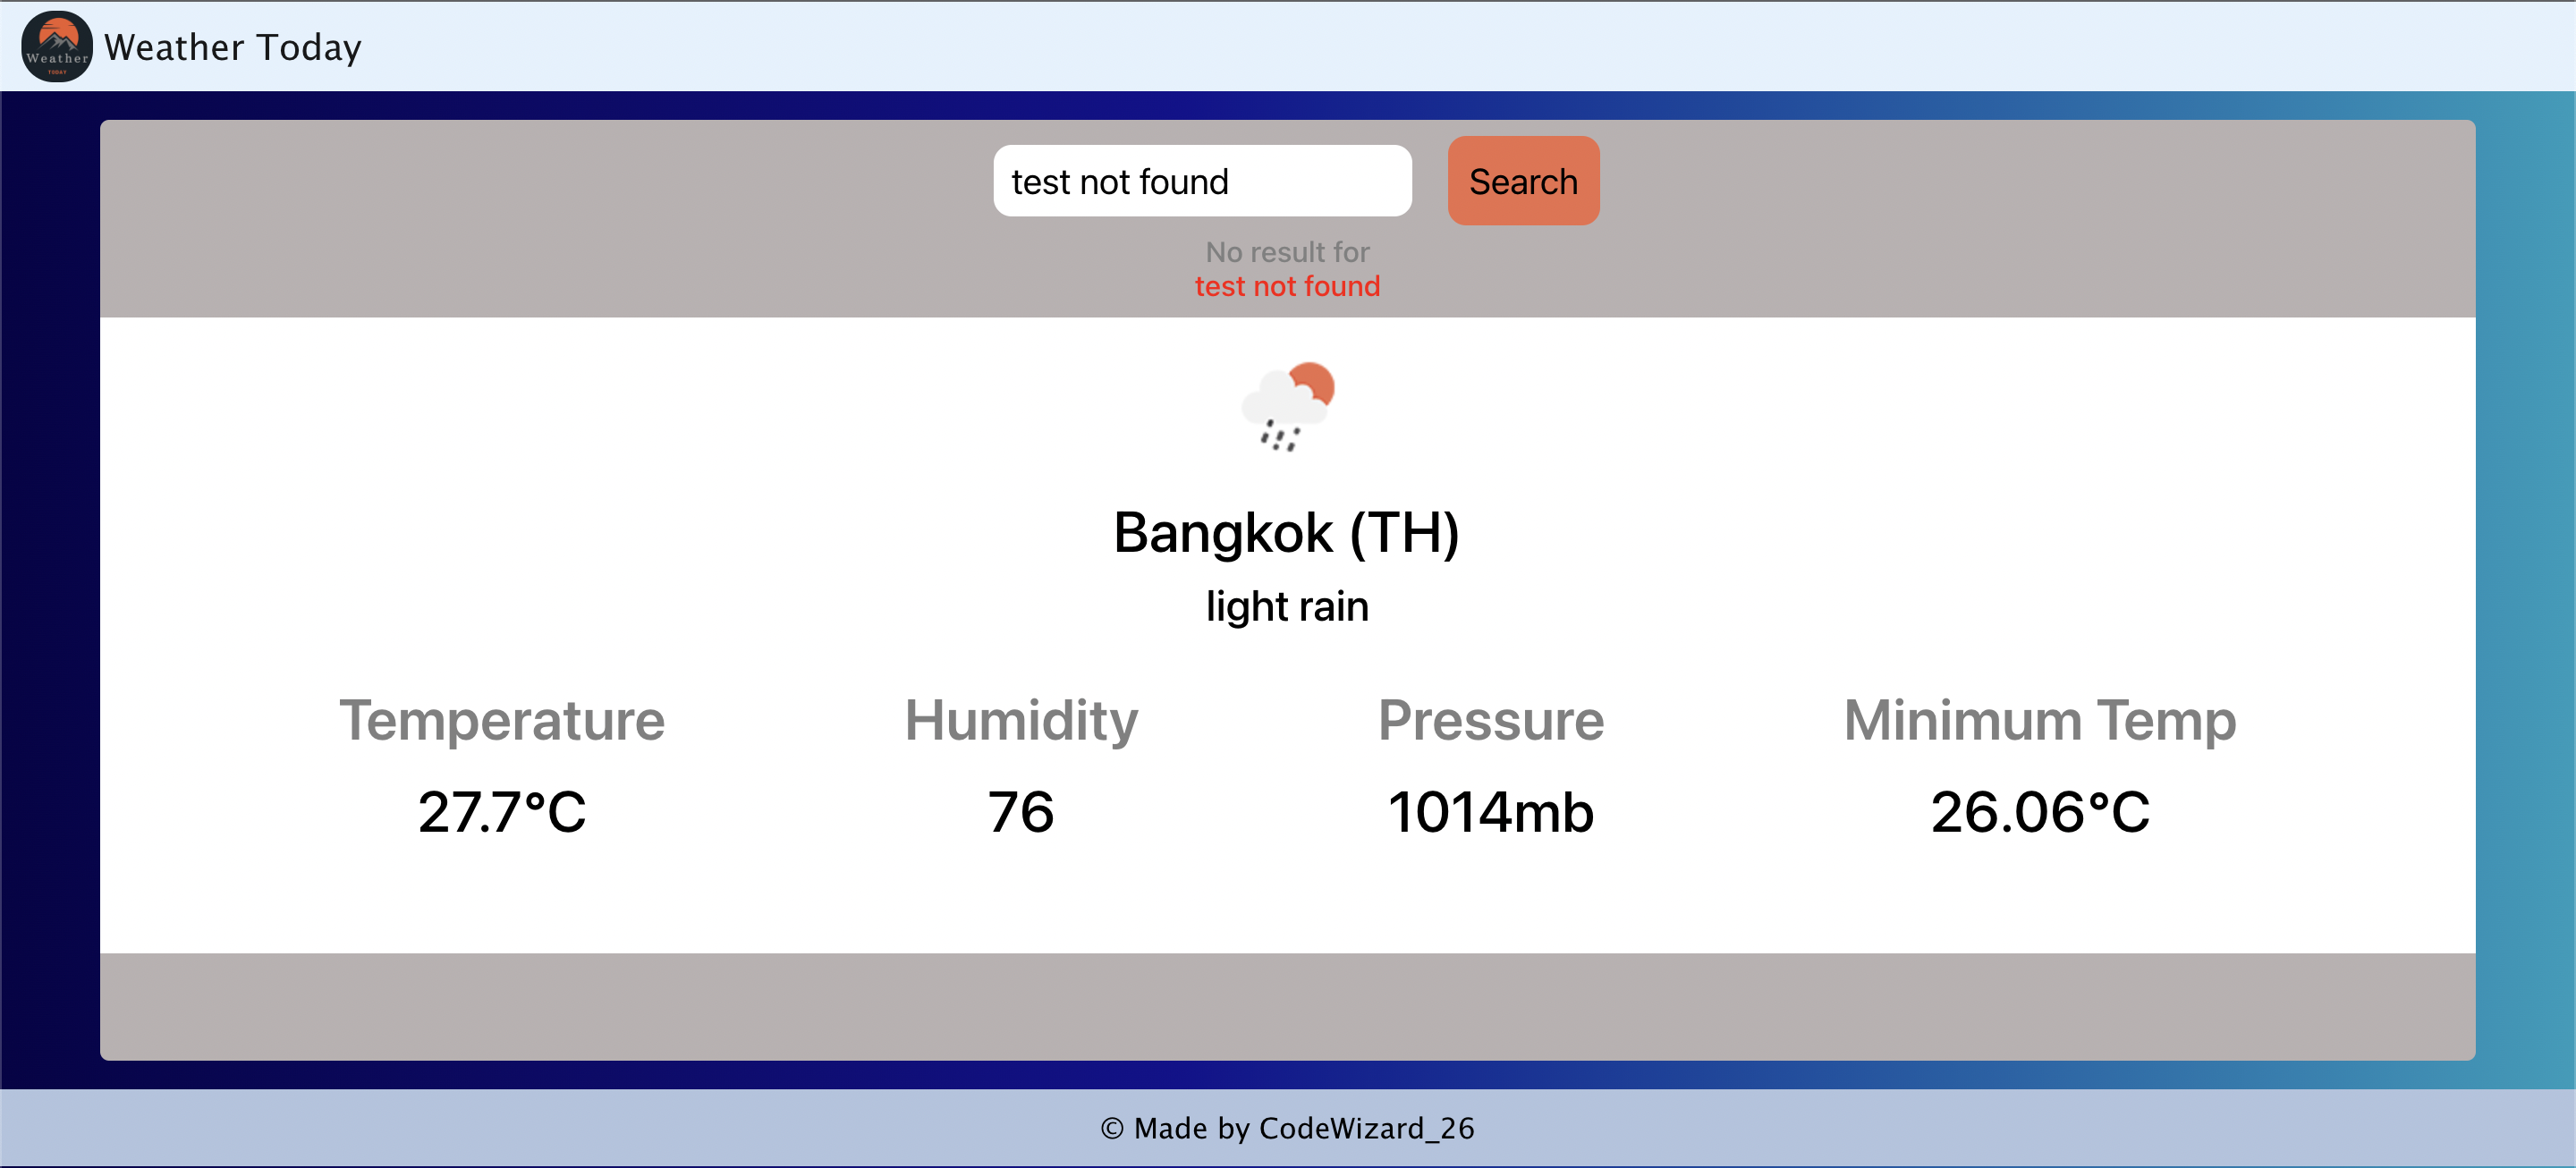 Weather
TODAY
Weather Today
test not found
Search
No result for
test not found
Bangkok (TH)
light rain
Temperature Humidity Pressure Minimum Temp
27.7°C 76 1014mb 26.06°C
© Made by CodeWizard_26